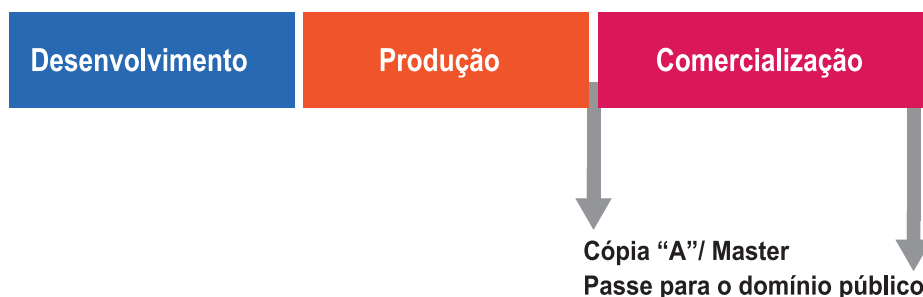 Desenvolvimento
Produção
Comercialização
Cópia “A”/ Master
Passe para o domínio público